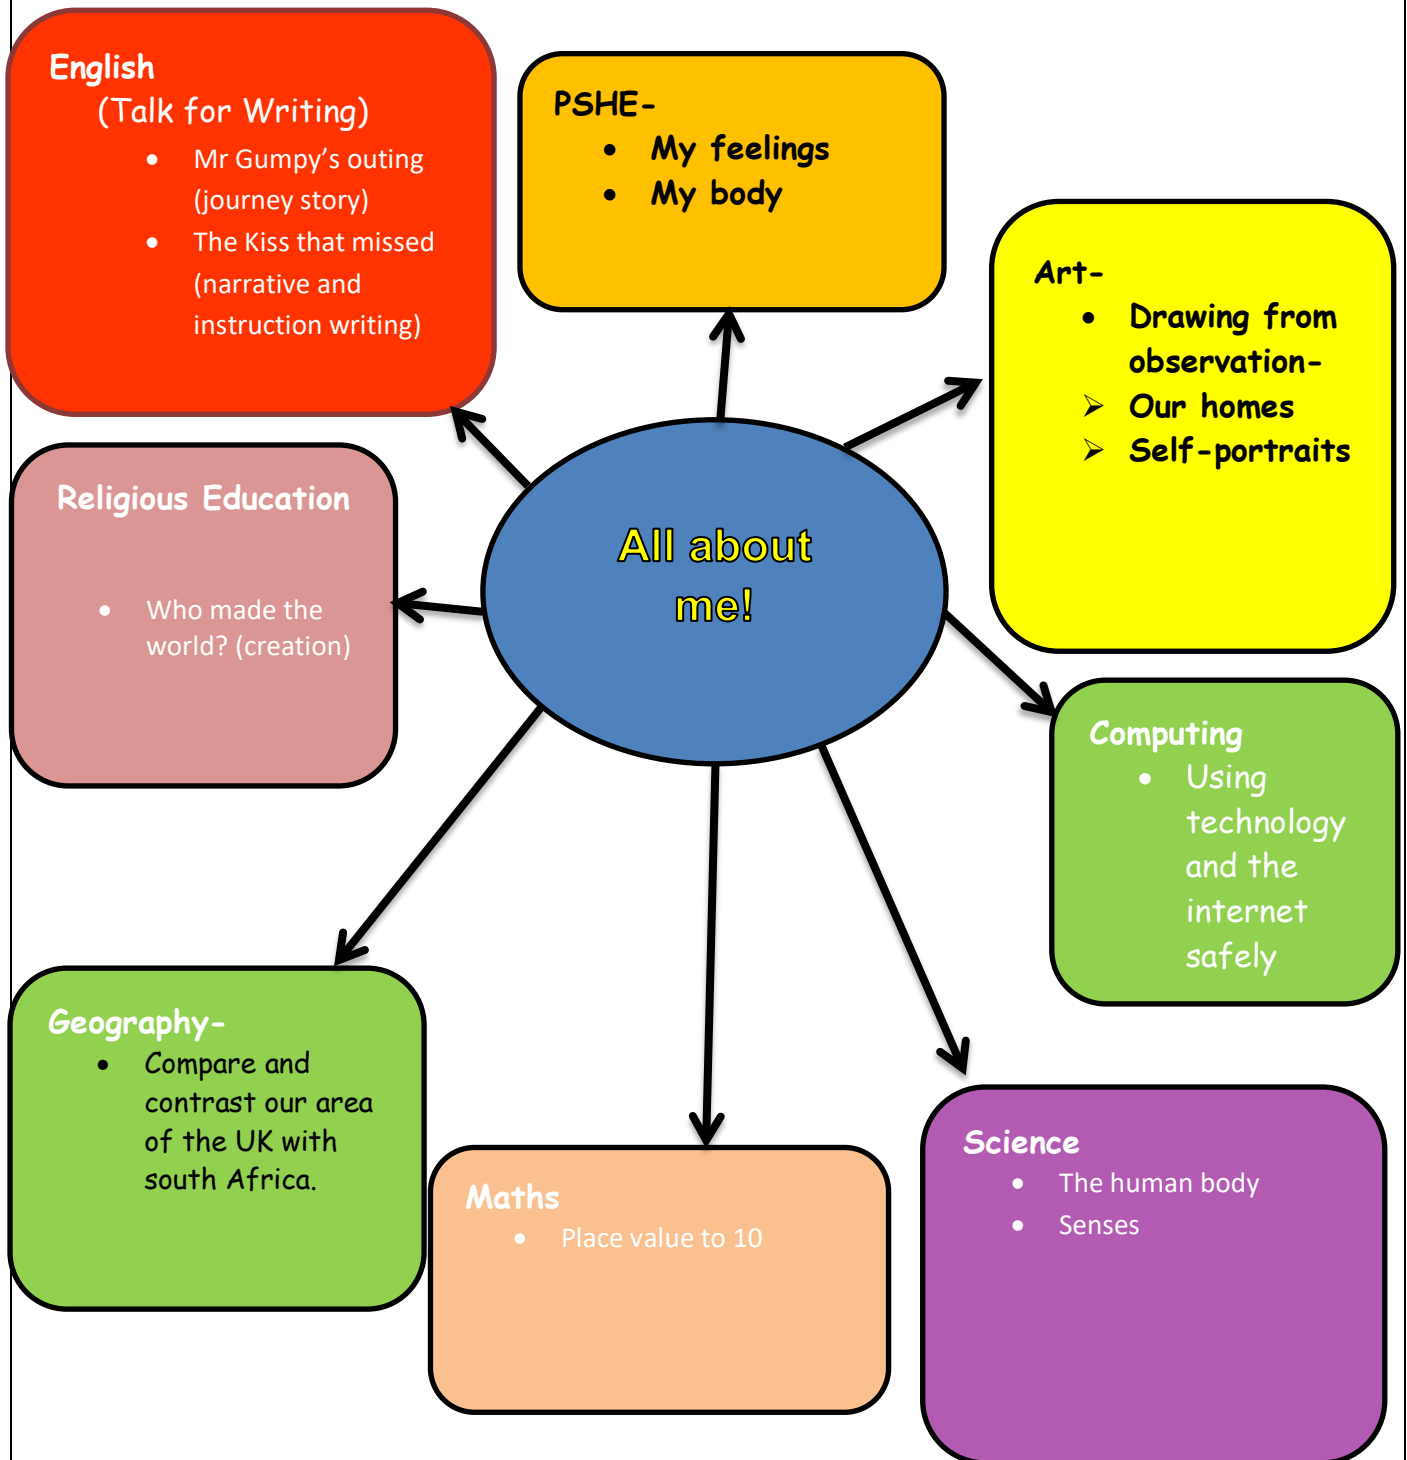 English
(Talk for Writing)
• Mr Gumpy’s outing
(journey story)
• The Kiss that missed
(narrative and
instruction writing)
PSHE-
• My feelings
• My body
Art-
• Drawing from
observation-
➢ Our homes
➢ Self-portraits
Religious Education
• Who made the
world? (creation)
All about
me!
Computing
• Using
technology
and the
internet
safely
Geography-
• Compare and
contrast our area
of the UK with
south Africa.
Maths
• Place value to 10
Science
• The human body
• Senses